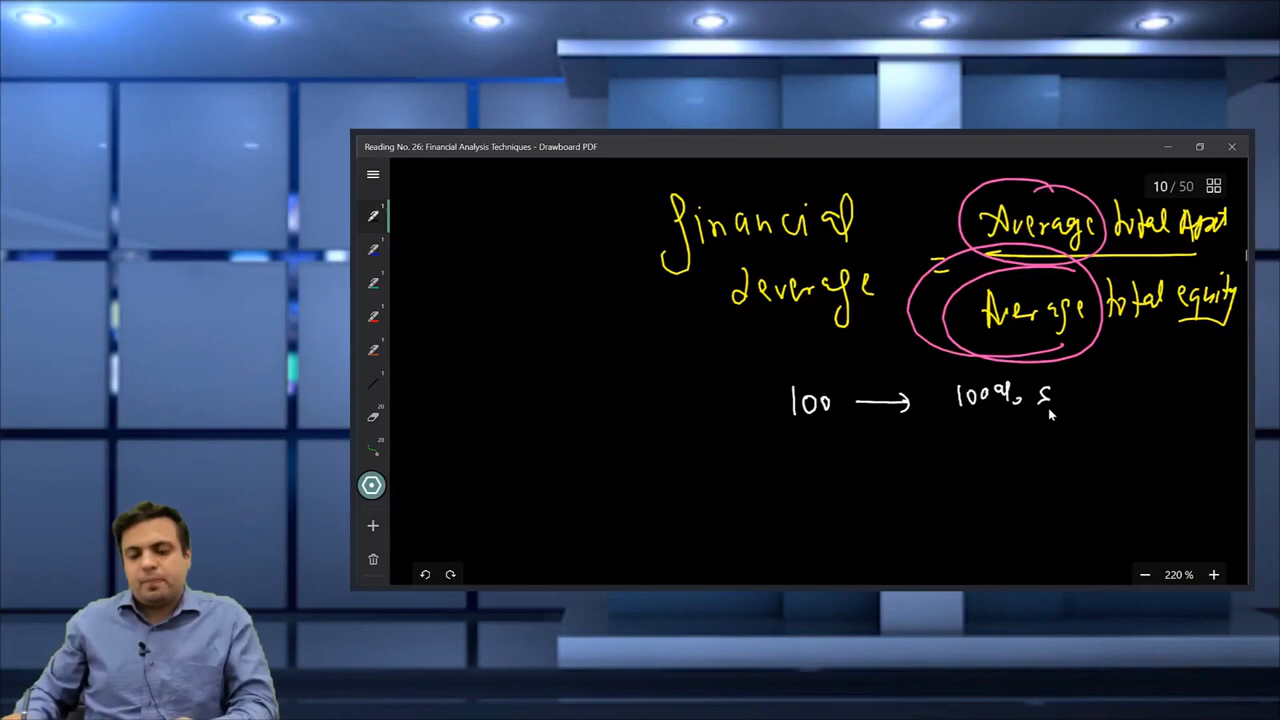 Reading No. 26: Financial Analysis Techniques - Drawboard PDF
10 / 50
financial leverage = Average total Asset
Average total equity
100 → 100%
220 %